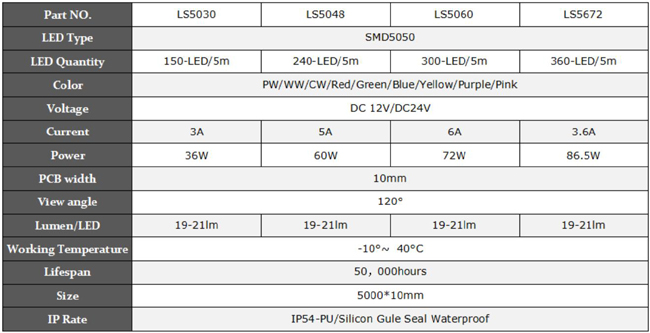 Part NO. LS5030 LS5048 LS5060 LS5672
LED Type SMD5050
LED Quantity 150-LED/5m 240-LED/5m 300-LED/5m 360-LED/5m
Color PW/WW/CW/Red/Green/Blue/Yellow/Purple/Pink
Voltage DC 12V/DC24V
Current 3A 5A 6A 3.6A
Power 36W 60W 72W 86.5W
PCB width 10mm
View angle 120°
Lumen/LED 19-21lm 19-21lm 19-21lm 19-21lm
Working Temperature -10°~ 40°C
Lifespan 50，000hours
Size 5000*10mm
IP Rate IP54-PU/Silicon Gule Seal Waterproof